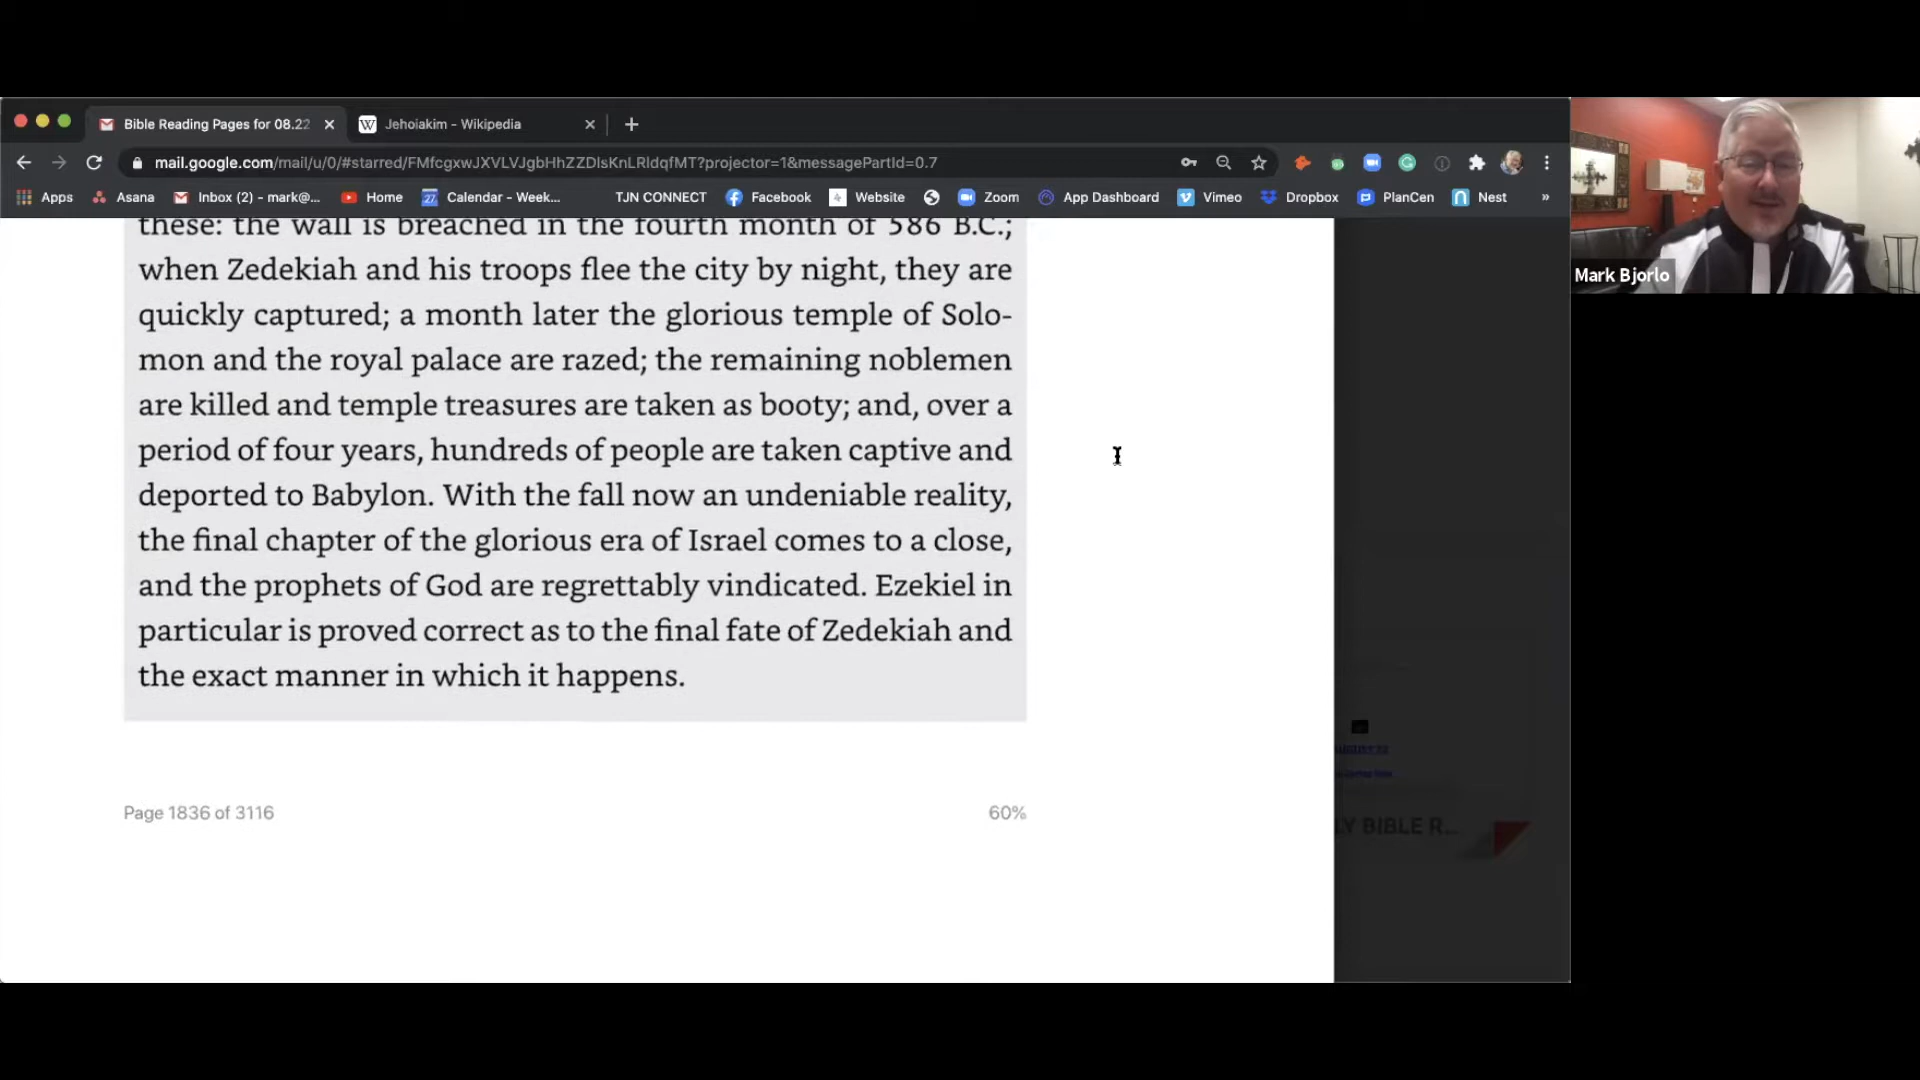 Bible Reading Pages for 08.22
Jehoiakim - Wikipedia
mail.google.com/mail/u/0/#starred/FMfcgxwJXVLVJgbHhZZDlsKnLRldqfMT?projector=1&messagePartId=0.7
Apps Asana Inbox (2) - mark@... Home Calendar - Week... TJN CONNECT Facebook Website Zoom App Dashboard Vimeo Dropbox PlanCen Nest »
these: the wall is breached in the fourth month of 586 B.C.;
when Zedekiah and his troops flee the city by night, they are
quickly captured; a month later the glorious temple of Solo-
mon and the royal palace are razed; the remaining noblemen
are killed and temple treasures are taken as booty; and, over a
period of four years, hundreds of people are taken captive and
deported to Babylon. With the fall now an undeniable reality,
the final chapter of the glorious era of Israel comes to a close,
and the prophets of God are regrettably vindicated. Ezekiel in
particular is proved correct as to the final fate of Zedekiah and
the exact manner in which it happens.
Page 1836 of 3116 60%
LY BIBLE R...
Mark Bjorlo